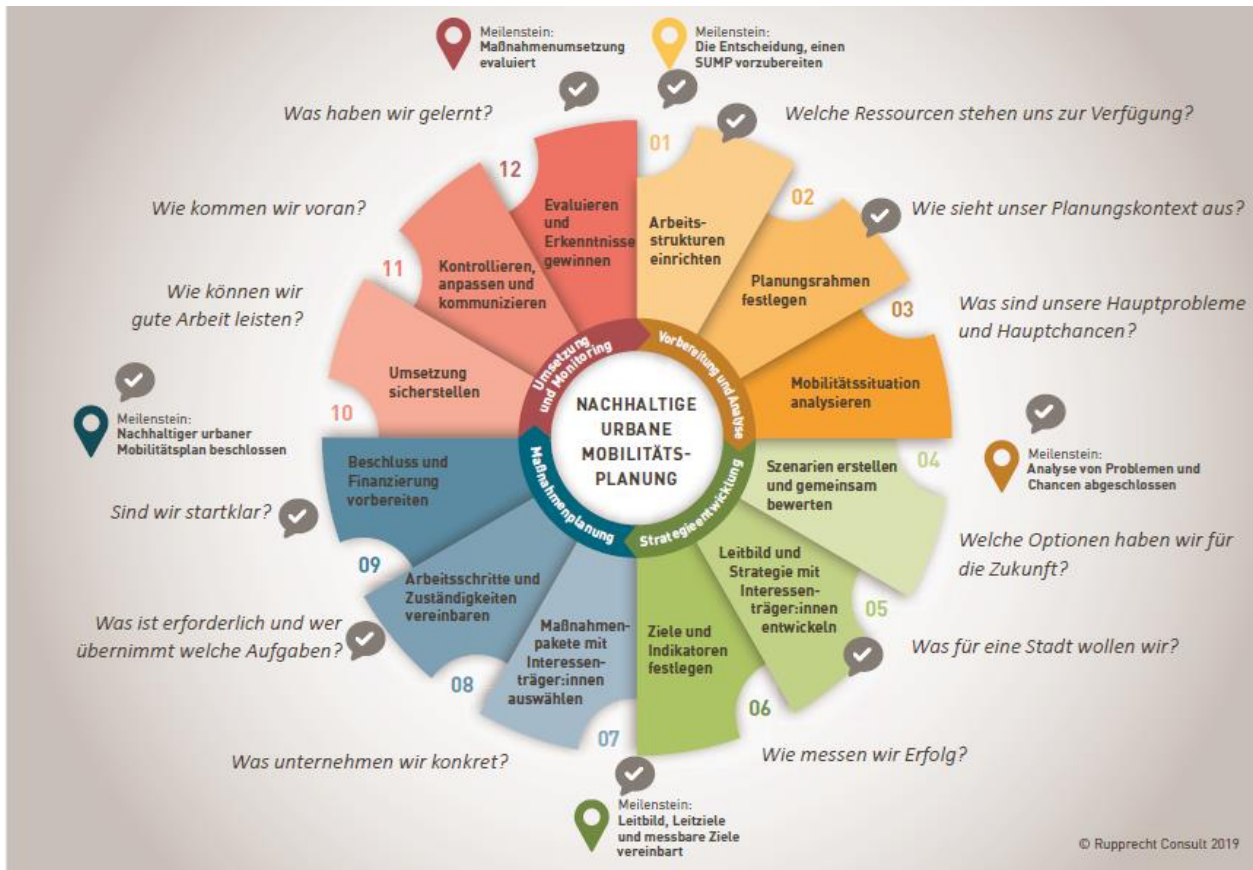 Meilenstein:
Maßnahmenumsetzung
evaluiert
Meilenstein:
Die Entscheidung, einen
SUMP vorzubereiten
Was haben wir gelernt?
Welche Ressourcen stehen uns zur Verfügung?
Wie kommen wir voran?
Wie sieht unser Planungskontext aus?
Wie können wir
gute Arbeit leisten?
Was sind unsere Hauptprobleme
und Hauptchancen?
01
Arbeits-
strukturen
einrichten
02
Planungsrahmen
festlegen
03
Mobilitätssituation
analysieren
04
Szenarien erstellen
und gemeinsam
bewerten
05
Leitbild und
Strategie mit
Interessen-
träger:innen
entwickeln
06
Ziele und
Indikatoren
festlegen
07
Maßnahmen-
pakete mit
Interessen-
träger:innen
auswählen
08
Arbeitsschritte und
Zuständigkeiten
vereinbaren
09
Beschluss und
Finanzierung
vorbereiten
10
Umsetzung
sicherstellen
11
Kontrollieren,
anpassen und
kommunizieren
12
Evaluieren
und
Erkenntnisse
gewinnen
Vorbereitung und Analyse
Strategieentwicklung
Maßnahmenplanung
Umsetzung
und Monitoring
NACHHALTIGE
URBANE
MOBILITÄTS-
PLANUNG
Meilenstein:
Nachhaltiger urbaner
Mobilitätsplan beschlossen
Meilenstein:
Analyse von Problemen und
Chancen abgeschlossen
Sind wir startklar?
Welche Optionen haben wir für
die Zukunft?
Was ist erforderlich und wer
übernimmt welche Aufgaben?
Was für eine Stadt wollen wir?
Was unternehmen wir konkret?
Wie messen wir Erfolg?
Meilenstein:
Leitbild, Leitziele
und messbare Ziele
vereinbart
© Rupprecht Consult 2019